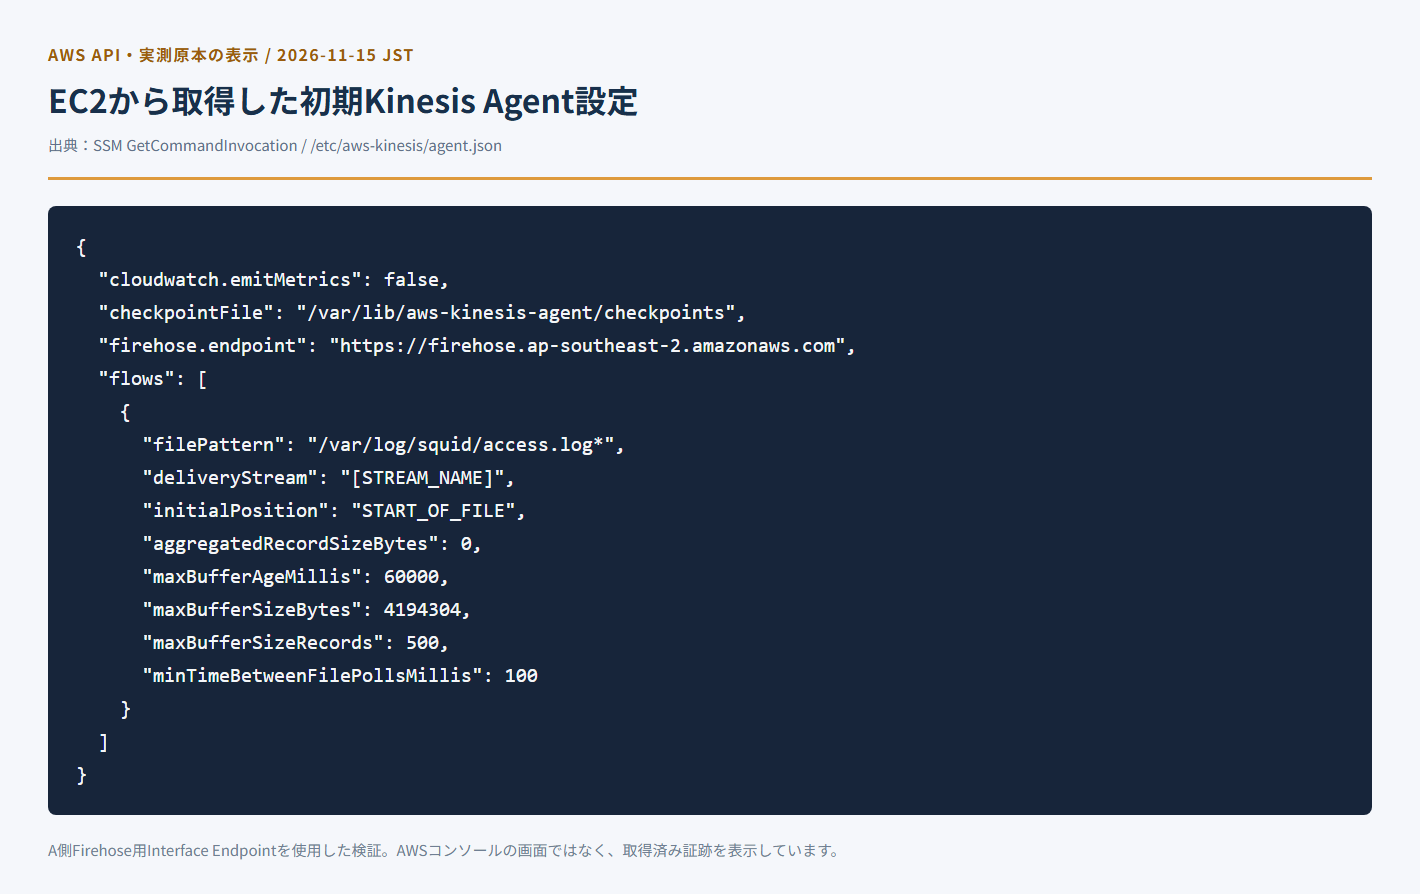 AWS API・実測原本の表示 / 2026-11-15 JST
EC2から取得した初期Kinesis Agent設定
出典：SSM GetCommandInvocation / /etc/aws-kinesis/agent.json
{
  "cloudwatch.emitMetrics": false,
  "checkpointFile": "/var/lib/aws-kinesis-agent/checkpoints",
  "firehose.endpoint": "https://firehose.ap-southeast-2.amazonaws.com",
  "flows": [
    {
      "filePattern": "/var/log/squid/access.log*",
      "deliveryStream": "[STREAM_NAME]",
      "initialPosition": "START_OF_FILE",
      "aggregatedRecordSizeBytes": 0,
      "maxBufferAgeMillis": 60000,
      "maxBufferSizeBytes": 4194304,
      "maxBufferSizeRecords": 500,
      "minTimeBetweenFilePollsMillis": 100
    }
  ]
}
A側Firehose用Interface Endpointを使用した検証。AWSコンソールの画面ではなく、取得済み証跡を表示しています。